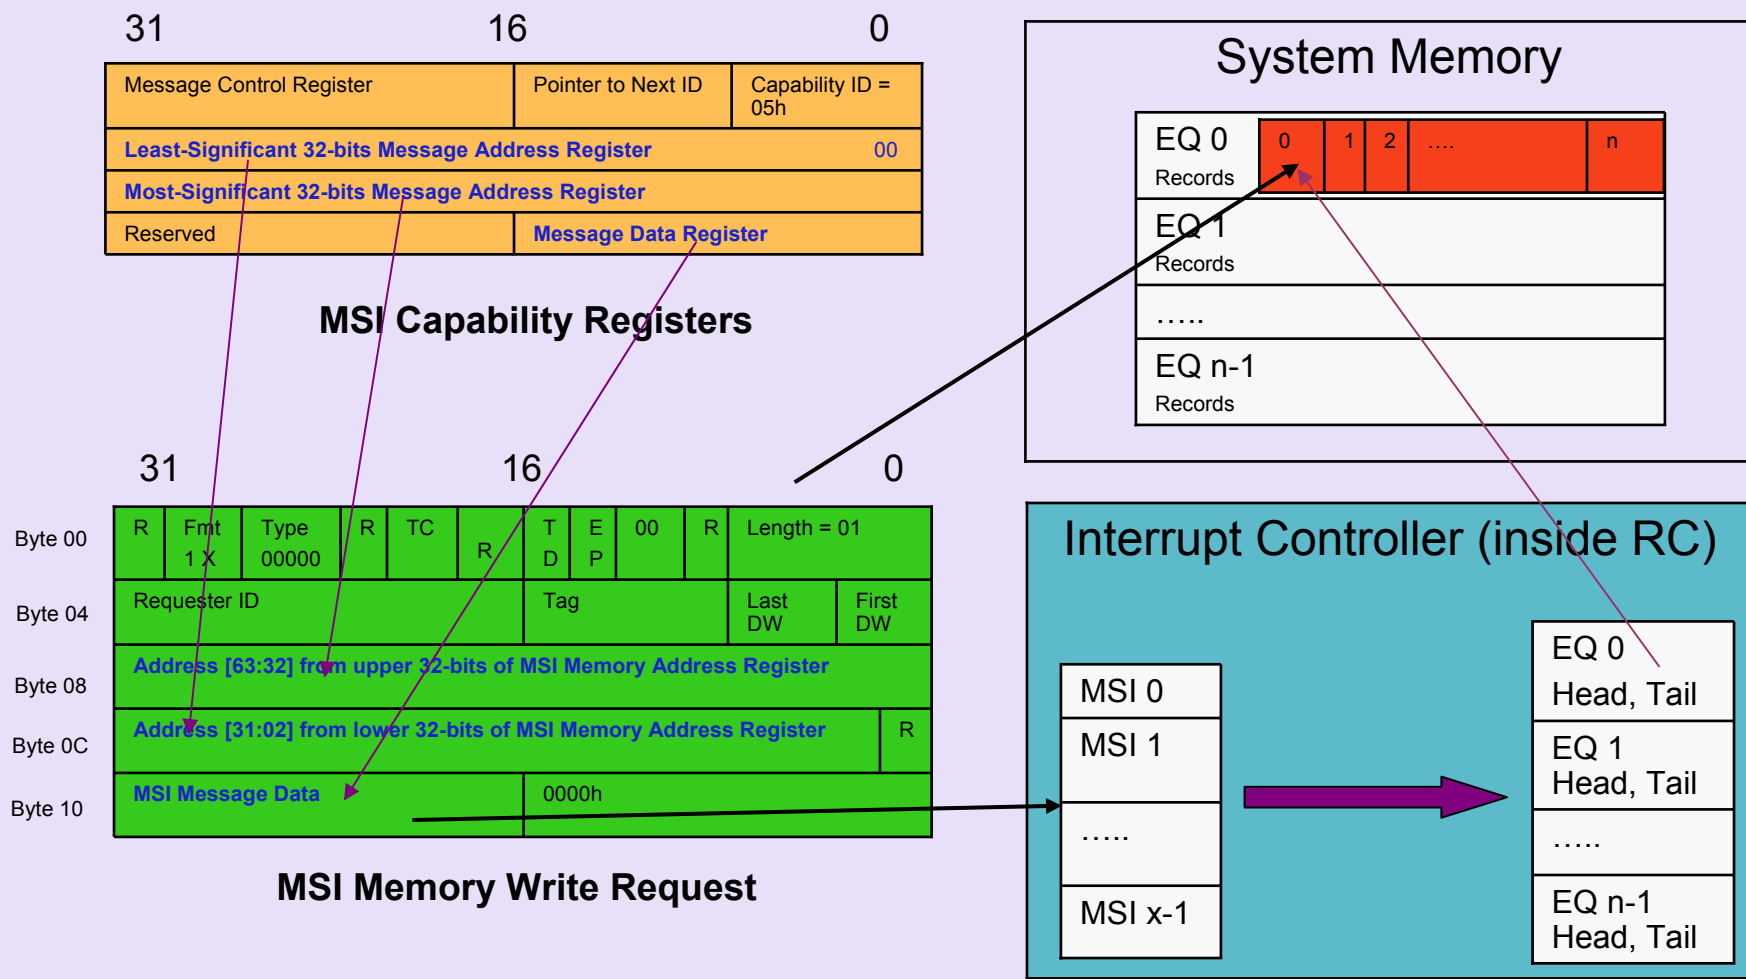 31 16 0
Message Control Register Pointer to Next ID Capability ID =
05h
Least-Significant 32-bits Message Address Register 00
Most-Significant 32-bits Message Address Register
Reserved Message Data Register
MSI Capability Registers
31 16 0
Byte 00 R Fmt Type R TC R T E 00 R Length = 01
1 X 00000 D P
Byte 04 Requester ID Tag Last First
DW DW
Byte 08 Address [63:32] from upper 32-bits of MSI Memory Address Register
Byte 0C Address [31:02] from lower 32-bits of MSI Memory Address Register R
Byte 10 MSI Message Data 0000h
MSI Memory Write Request
System Memory
EQ 0 0 1 2 …. n
Records
EQ 1
Records
…..
EQ n-1
Records
Interrupt Controller (inside RC)
MSI 0
MSI 1
…..
MSI x-1
EQ 0
Head, Tail
EQ 1
Head, Tail
…..
EQ n-1
Head, Tail